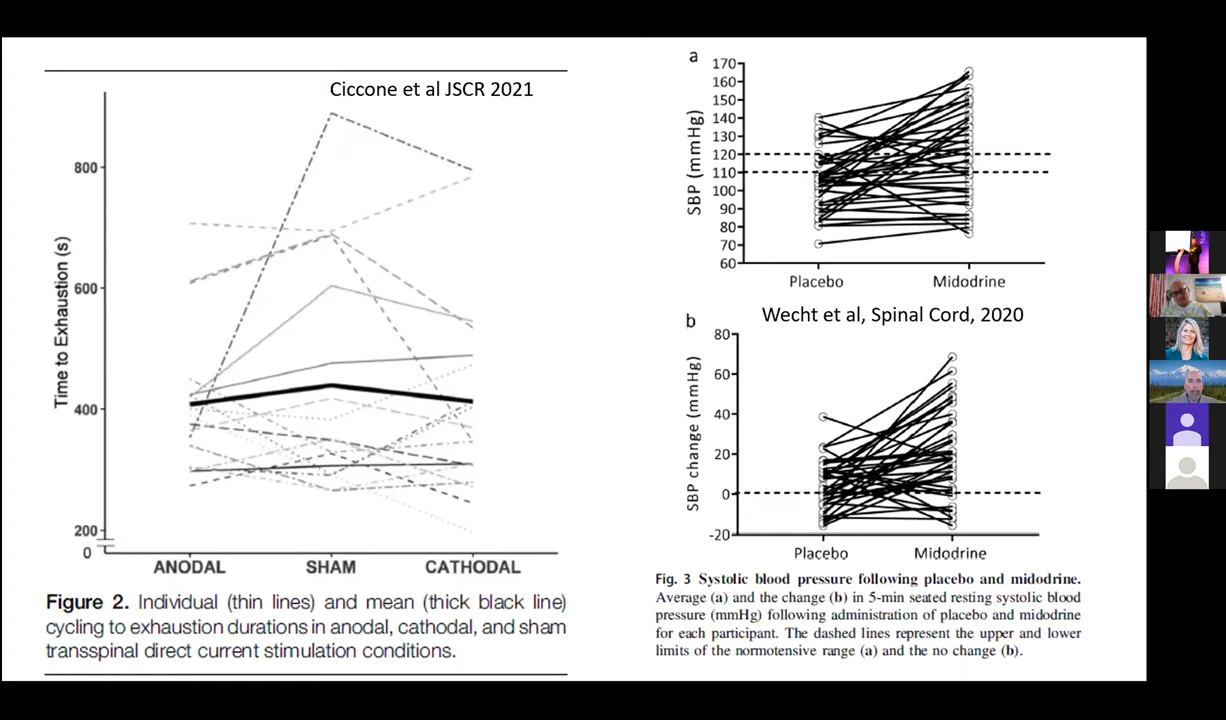 Ciccone et al JSCR 2021
Time to Exhaustion (s)
800
600
400
200
0
ANODAL
SHAM
CATHODAL
Figure 2. Individual (thin lines) and mean (thick black line)
cycling to exhaustion durations in anodal, cathodal, and sham
transspinal direct current stimulation conditions.
a
SBP (mmHg)
170
160
150
140
130
120
110
100
90
80
70
60
Placebo
Midodrine
Wecht et al, Spinal Cord, 2020
b
SBP change (mmHg)
80
60
40
20
0
-20
Placebo
Midodrine
Fig. 3 Systolic blood pressure following placebo and midodrine.
Average (a) and the change (b) in 5-min seated resting systolic blood
pressure (mmHg) following administration of placebo and midodrine
for each participant. The dashed lines represent the upper and lower
limits of the normotensive range (a) and the no change (b).